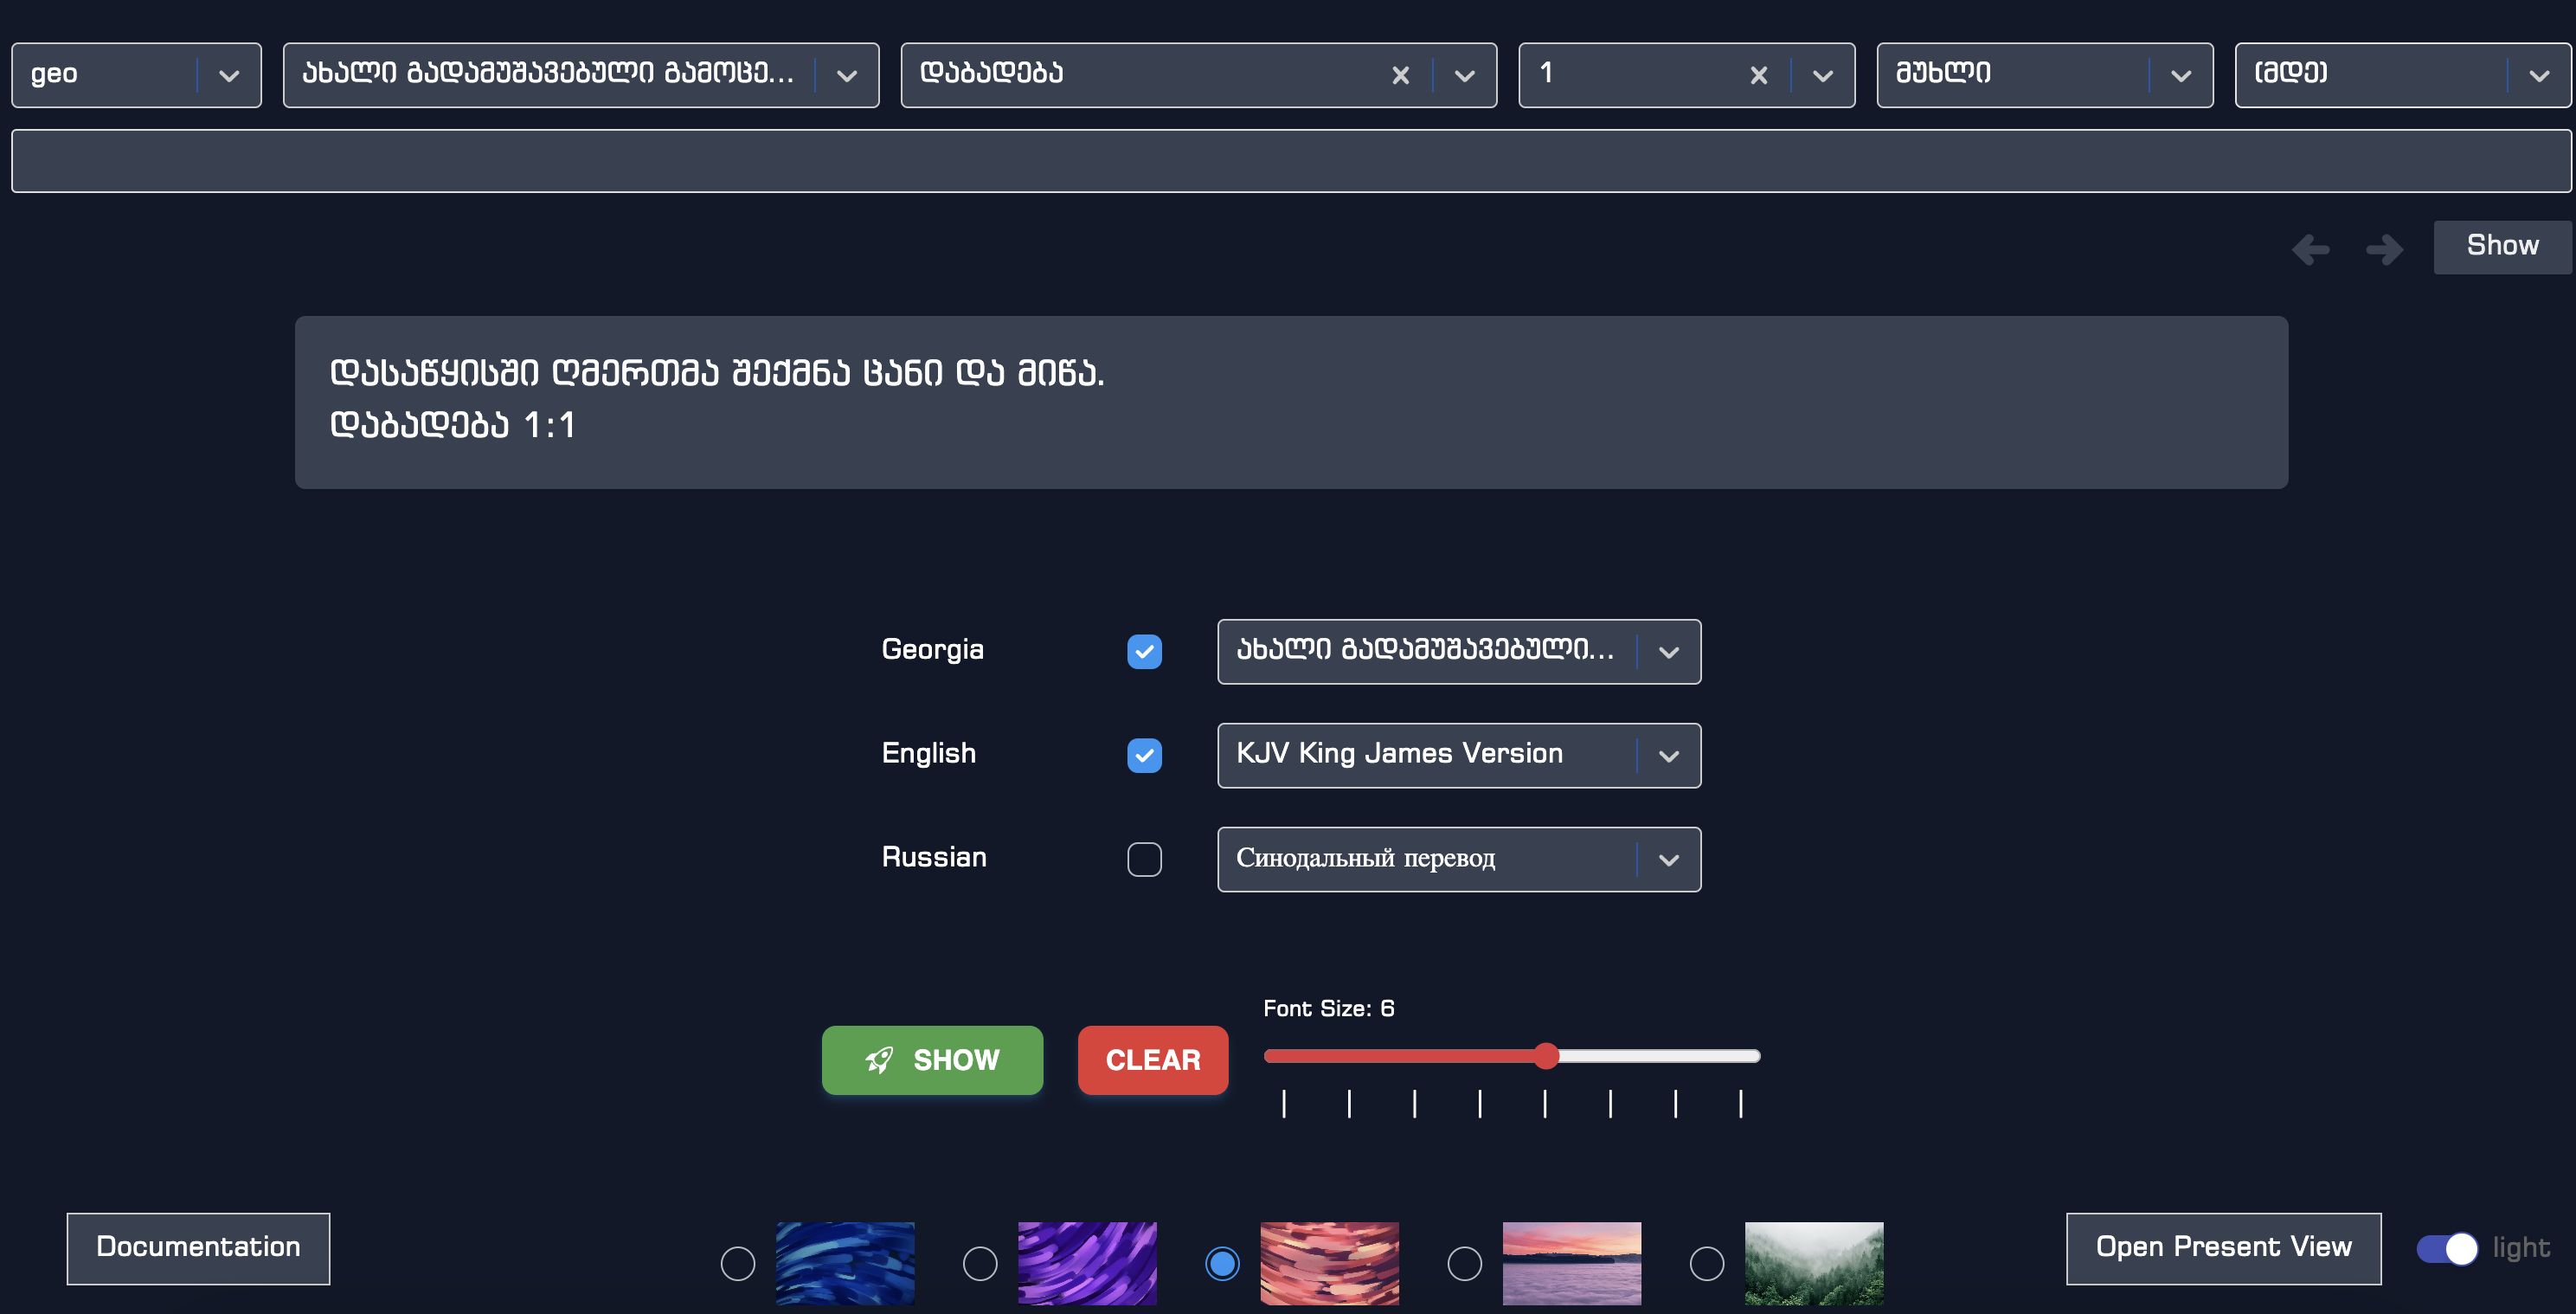 geo
ახალი გადამუშავებული გამოცე...
დაბადება
1
მუხლი
(მდე)
Show
დასაწყისში ღმერთმა შექმნა ცანი და მიწა.
დაბადება 1:1
Georgia
ახალი გადამუშავებული...
English
KJV King James Version
Russian
Синодальный перевод
Font Size: 6
SHOW
CLEAR
Documentation
Open Present View
light